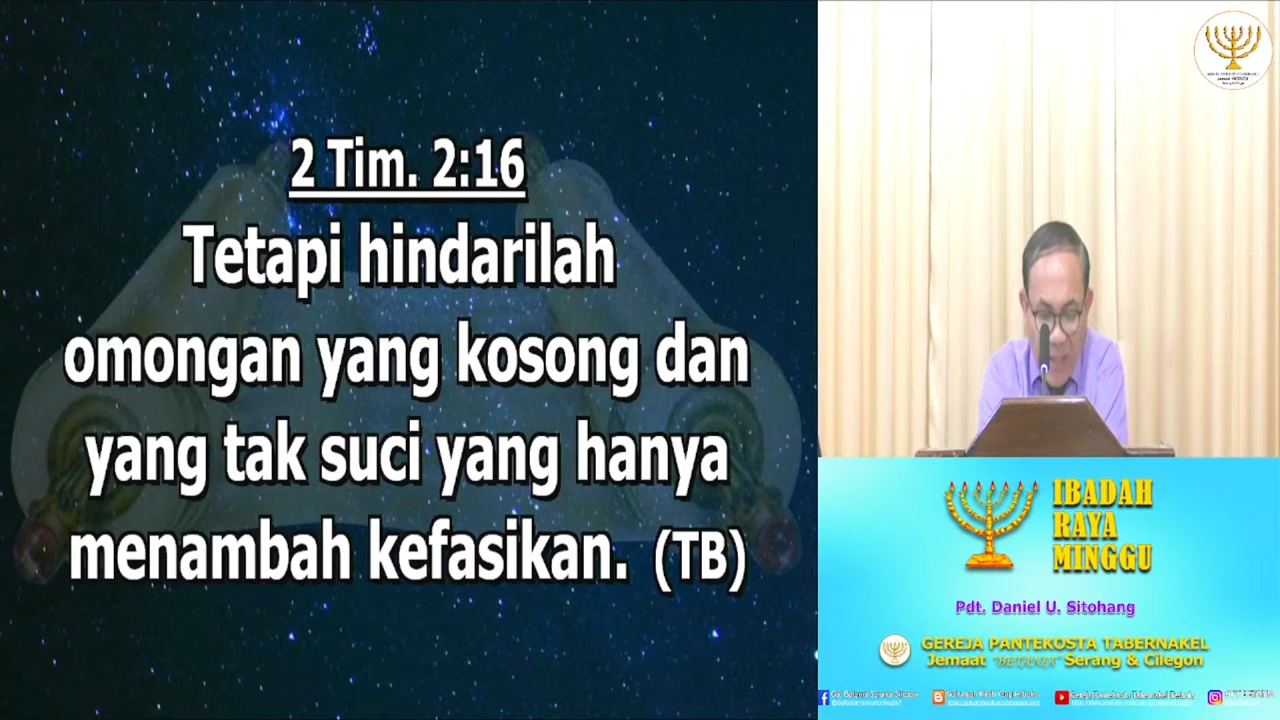 2 Tim. 2:16
Tetapi hindarilah
omongan yang kosong dan
yang tak suci yang hanya
menambah kefasikan. (TB)
IBADAH
RAYA
MINGGU
Pdt. Daniel U. Sitohang
GEREJA PANTEKOSTA TABERNAKEL
Jemaat "BETANIA" Serang & Cilegon